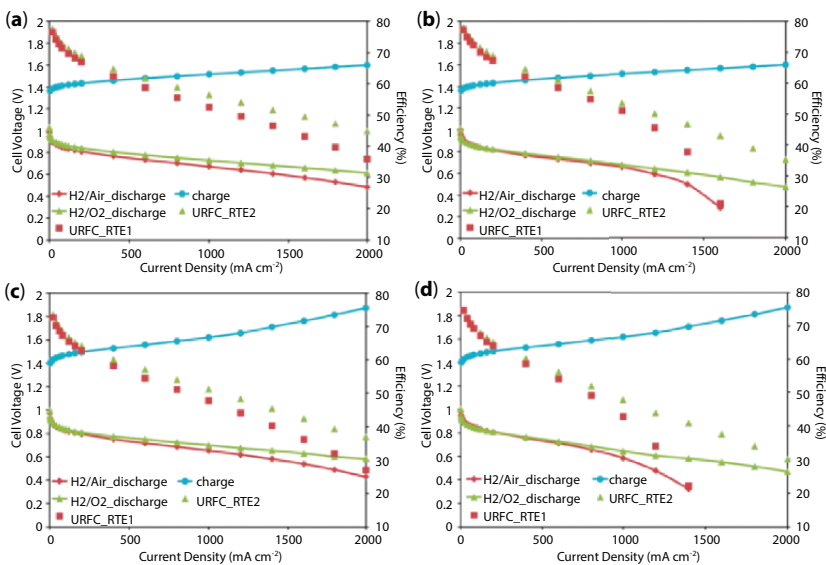 (a)
2
1.8
1.6
1.4
1.2
1
0.8
0.6
0.4
0.2
0
Cell Voltage (V)
H2/Air_discharge
charge
H2/O2_discharge
URFC_RTE2
URFC_RTE1
0
500
1000
1500
2000
Current Density (mA cm-2)
80
70
60
50
40
30
20
10
Efficiency (%)
(b)
2
1.8
1.6
1.4
1.2
1
0.8
0.6
0.4
0.2
0
Cell Voltage (V)
H2/Air_discharge
charge
H2/O2_discharge
URFC_RTE2
URFC_RTE1
0
500
1000
1500
2000
Current Density (mA cm-2)
80
70
60
50
40
30
20
10
Efficiency (%)
(c)
2
1.8
1.6
1.4
1.2
1
0.8
0.6
0.4
0.2
0
Cell Voltage (V)
H2/Air_discharge
charge
H2/O2_discharge
URFC_RTE2
URFC_RTE1
0
500
1000
1500
2000
Current Density (mA cm-2)
80
70
60
50
40
30
20
10
Efficiency (%)
(d)
2
1.8
1.6
1.4
1.2
1
0.8
0.6
0.4
0.2
0
Cell Voltage (V)
H2/Air_discharge
charge
H2/O2_discharge
URFC_RTE2
URFC_RTE1
0
500
1000
1500
2000
Current Density (mA cm-2)
80
70
60
50
40
30
20
10
Efficiency (%)